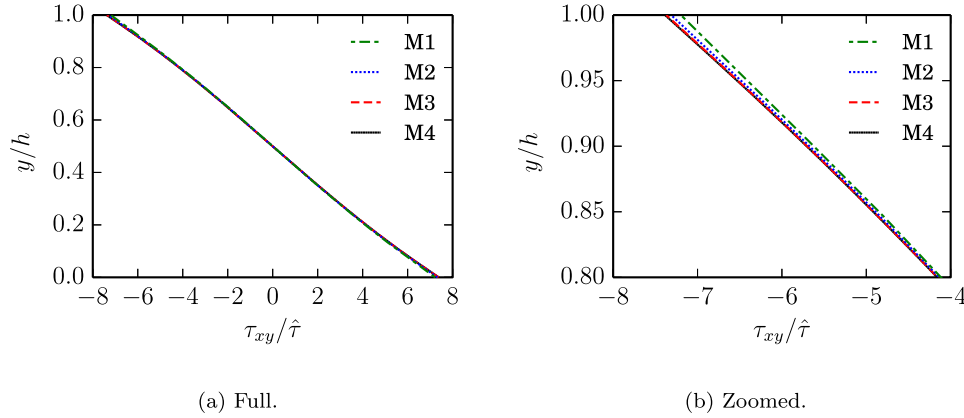 1.0
0.8
0.6
0.4
0.2
0.0
y/h
−8 −6 −4 −2 0 2 4 6 8
τxy/τ̂
M1
M2
M3
M4
(a) Full.
1.00
0.95
0.90
0.85
0.80
y/h
−8 −7 −6 −5 −4
τxy/τ̂
M1
M2
M3
M4
(b) Zoomed.